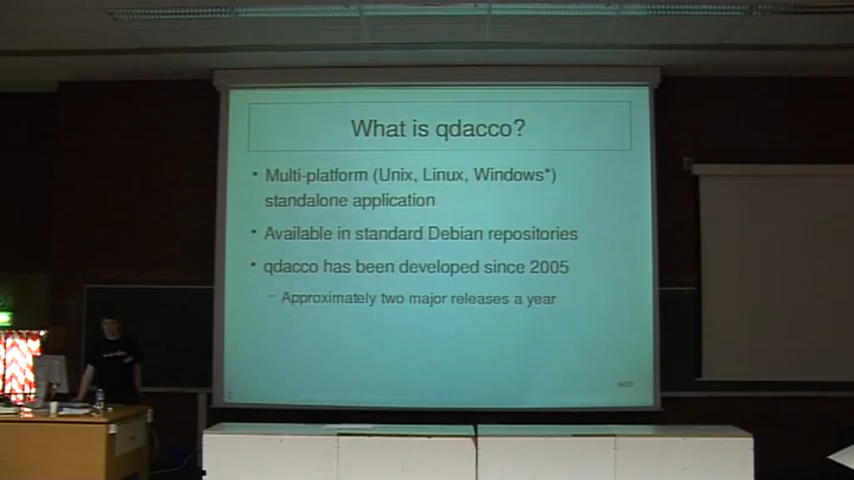 What is qdacco?
• Multi-platform (Unix, Linux, Windows*)
standalone application
• Available in standard Debian repositories
• qdacco has been developed since 2005
– Approximately two major releases a year